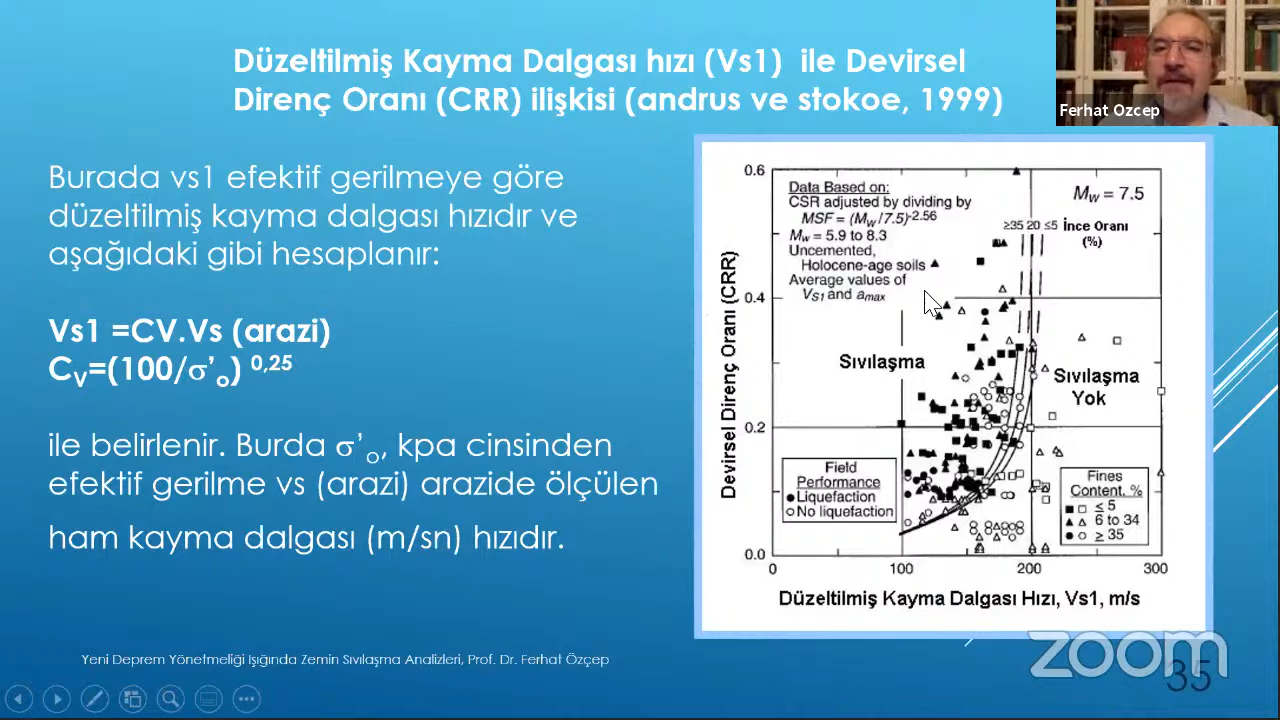 Düzeltilmiş Kayma Dalgası hızı (Vs1) ile Devirsel
Direnç Oranı (CRR) ilişkisi (andrus ve stokoe, 1999)
Ferhat Ozcep
Burada vs1 efektif gerilmeye göre
düzeltilmiş kayma dalgası hızıdır ve
aşağıdaki gibi hesaplanır:
Vs1 =CV.Vs (arazi)
CV=(100/σ’o) 0,25
ile belirlenir. Burda σ’o, kpa cinsinden
efektif gerilme vs (arazi) arazide ölçülen
ham kayma dalgası (m/sn) hızıdır.
Data Based on:
CSR adjusted by dividing by
MSF = (Mw/7.5)-2.56
Mw = 5.9 to 8.3
Uncemented,
Holocene-age soils
Average values of
VS1 and amax
Mw = 7.5
≥35 20 ≤5 İnce Oranı
(%)
Sıvılaşma
Sıvılaşma
Yok
Field
Performance
Liquefaction
No liquefaction
Fines
Content, %
≤ 5
6 to 34
≥ 35
Devirsel Direnç Oranı (CRR)
0.6
0.4
0.2
0.0
0 100 200 300
Düzeltilmiş Kayma Dalgası Hızı, Vs1, m/s
Yeni Deprem Yönetmeliği Işığında Zemin Sıvılaşma Analizleri, Prof. Dr. Ferhat Özçep
zoom
35